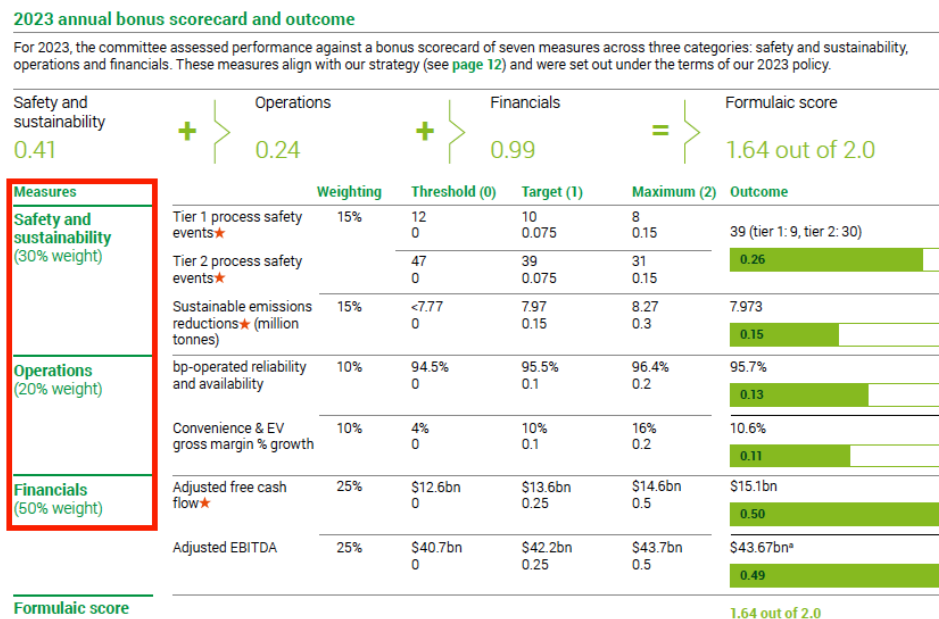 2023 annual bonus scorecard and outcome
For 2023, the committee assessed performance against a bonus scorecard of seven measures across three categories: safety and sustainability,
operations and financials. These measures align with our strategy (see page 12) and were set out under the terms of our 2023 policy.
Safety and
sustainability
0.41
+
Operations
0.24
+
Financials
0.99
=
Formulaic score
1.64 out of 2.0
Measures Weighting Threshold (0) Target (1) Maximum (2) Outcome
Safety and
sustainability
(30% weight)
Tier 1 process safety 15% 12 10 8
events★ 0 0.075 0.15
39 (tier 1: 9, tier 2: 30)
0.26
Tier 2 process safety 47 39 31
events★ 0 0.075 0.15
Sustainable emissions 15% <7.77 7.97 8.27 7.973
reductions★ (million 0 0.15 0.3
tonnes)
0.15
Operations
(20% weight)
bp-operated reliability 10% 94.5% 95.5% 96.4% 95.7%
and availability 0 0.1 0.2
0.13
Convenience & EV 10% 4% 10% 16% 10.6%
gross margin % growth 0 0.1 0.2
0.11
Financials
(50% weight)
Adjusted free cash 25% $12.6bn $13.6bn $14.6bn $15.1bn
flow★ 0 0.25 0.5
0.50
Adjusted EBITDA 25% $40.7bn $42.2bn $43.7bn $43.67bnᵃ
0 0.25 0.5
0.49
Formulaic score 1.64 out of 2.0